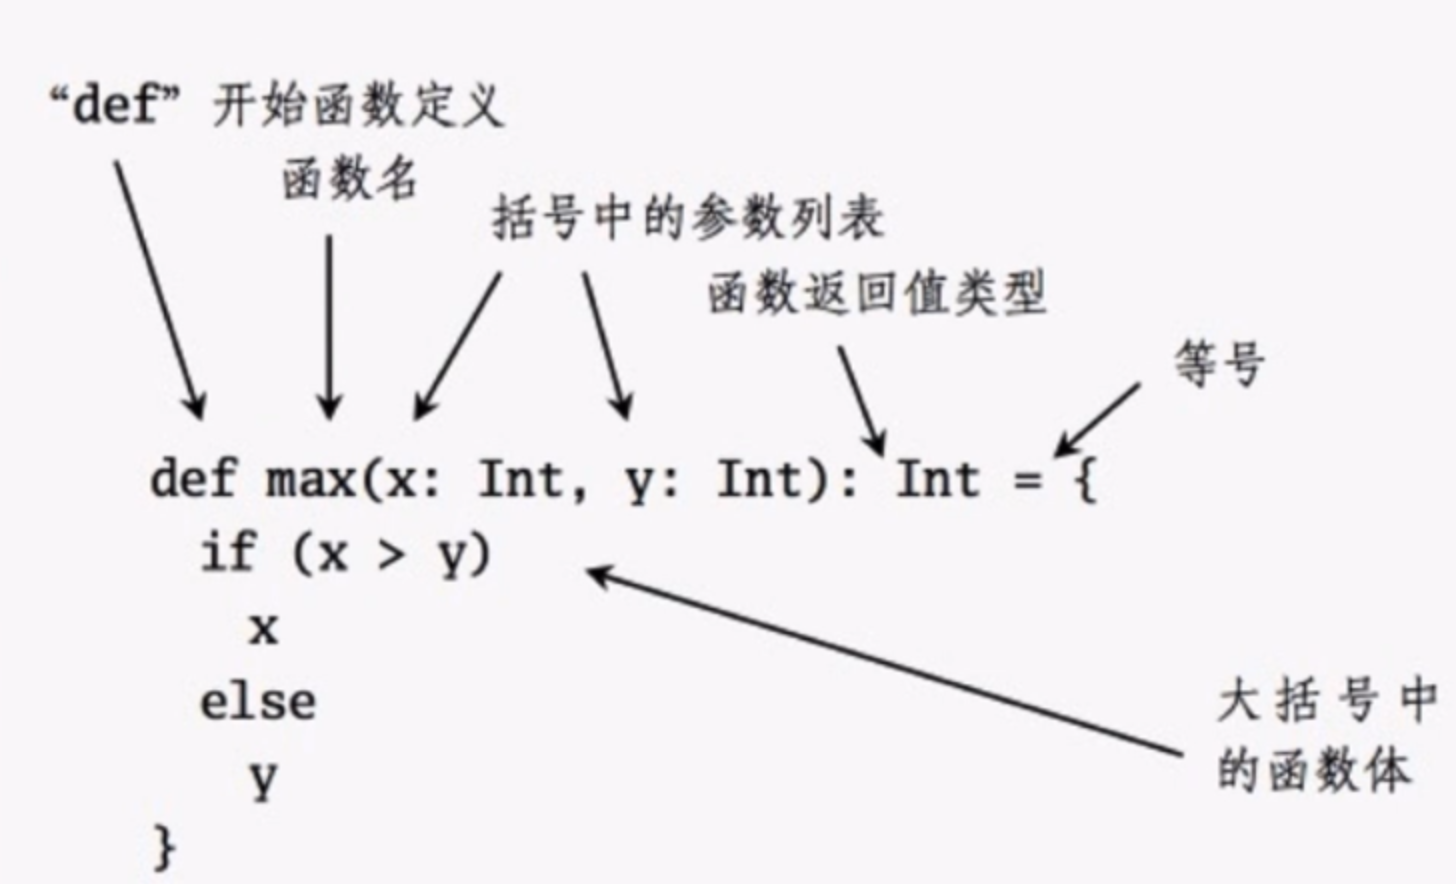 “def” 开始函数定义
函数名
括号中的参数列表
函数返回值类型
等号
def max(x: Int, y: Int): Int = {
if (x > y)
x
else
y
}
大括号中
的函数体